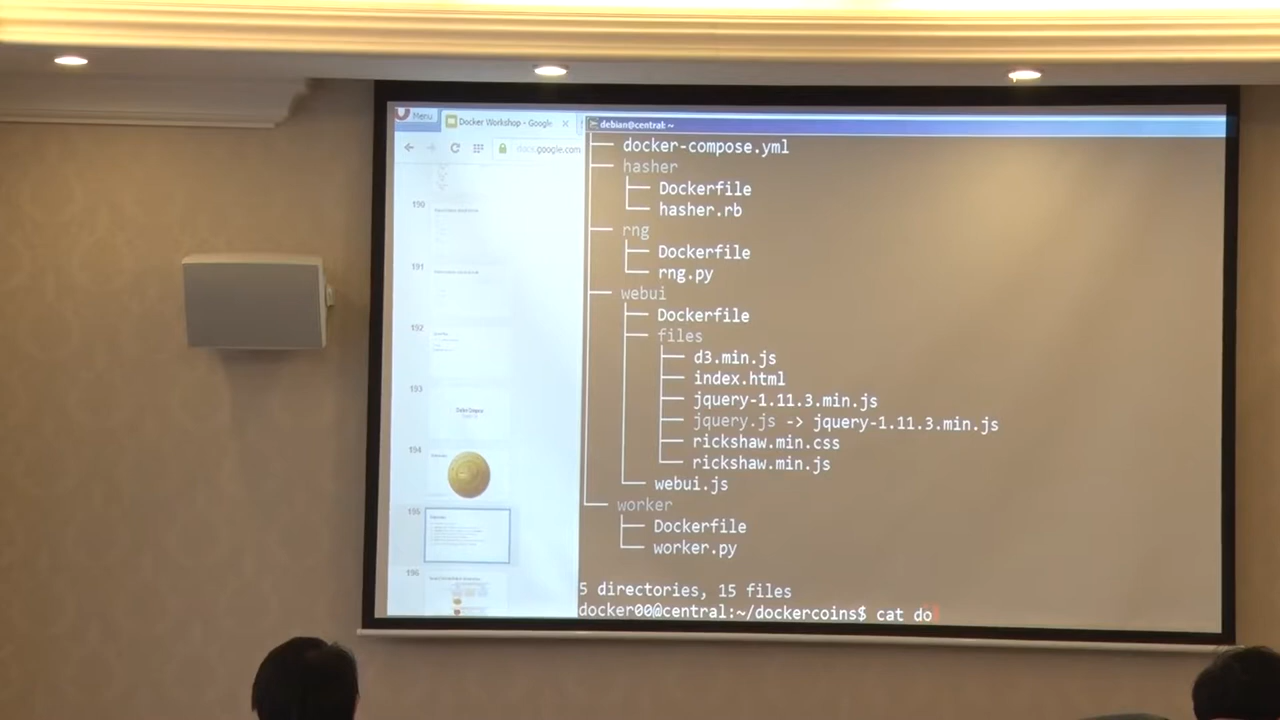 Menu
Docker Workshop - Google
docs.google.com
190
191
192
193
194
195
196
debian@central: ~
├── docker-compose.yml
├── hasher
│   ├── Dockerfile
│   └── hasher.rb
├── rng
│   ├── Dockerfile
│   └── rng.py
├── webui
│   ├── Dockerfile
│   ├── files
│   │   ├── d3.min.js
│   │   ├── index.html
│   │   ├── jquery-1.11.3.min.js
│   │   ├── jquery.js -> jquery-1.11.3.min.js
│   │   ├── rickshaw.min.css
│   │   └── rickshaw.min.js
│   └── webui.js
└── worker
    ├── Dockerfile
    └── worker.py
5 directories, 15 files
docker00@central:~/dockercoins$ cat do